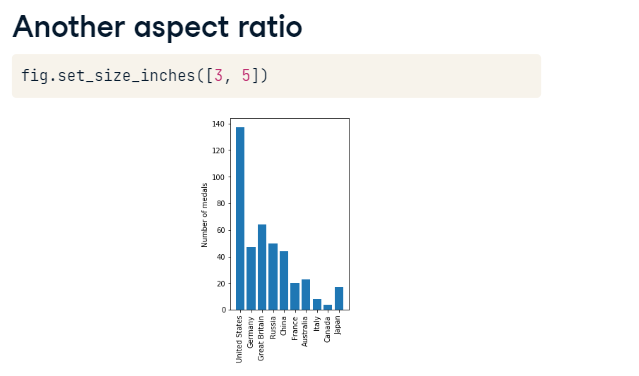 Another aspect ratio
fig.set_size_inches([3, 5])
140
120
100
80
60
40
20
0
Number of medals
United States
Germany
Great Britain
Russia
China
France
Australia
Italy
Canada
Japan